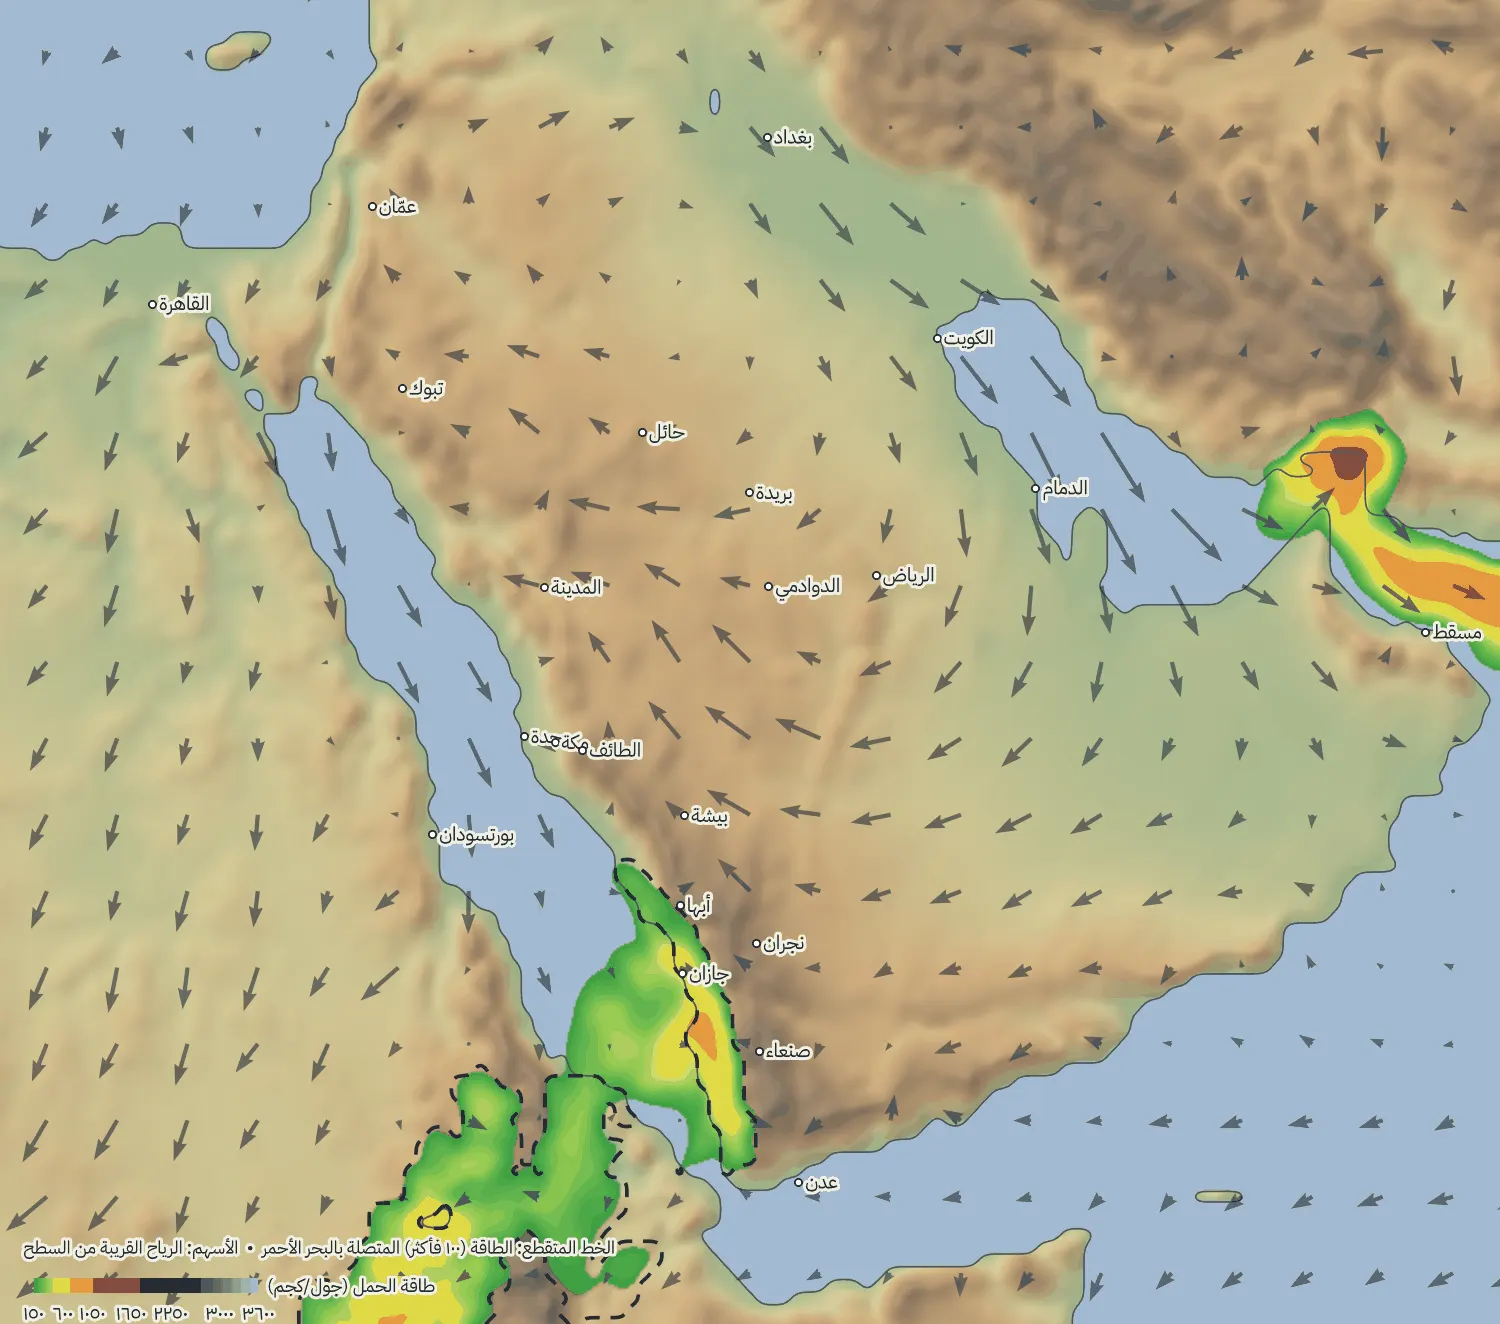 بغداد
عمّان
القاهرة
الكويت
تبوك
حائل
الدمام
بريدة
الرياض
المدينة
الدوادمي
مسقط
جدة
مكة
الطائف
بيشة
بورتسودان
أبها
نجران
جازان
صنعاء
عدن
الخط المتقطع: الطاقة (١٠٠ فأكثر) المتصلة بالبحر الأحمر • الأسهم: الرياح القريبة من السطح
طاقة الحمل (جول/كجم)
١٥٠ ٦٠٠ ١٠٥٠ ١٦٥٠ ٢٢٥٠ ٣٠٠٠ ٣٦٠٠